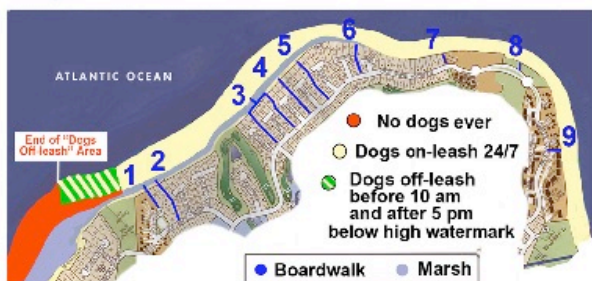 6
5
7
8
4
ATLANTIC OCEAN
3
No dogs ever
End of "Dogs
Off-leash" Area
Dogs on-leash 24/7
9
1
2
Dogs off-leash
before 10 am
and after 5 pm
below high watermark
Boardwalk
Marsh